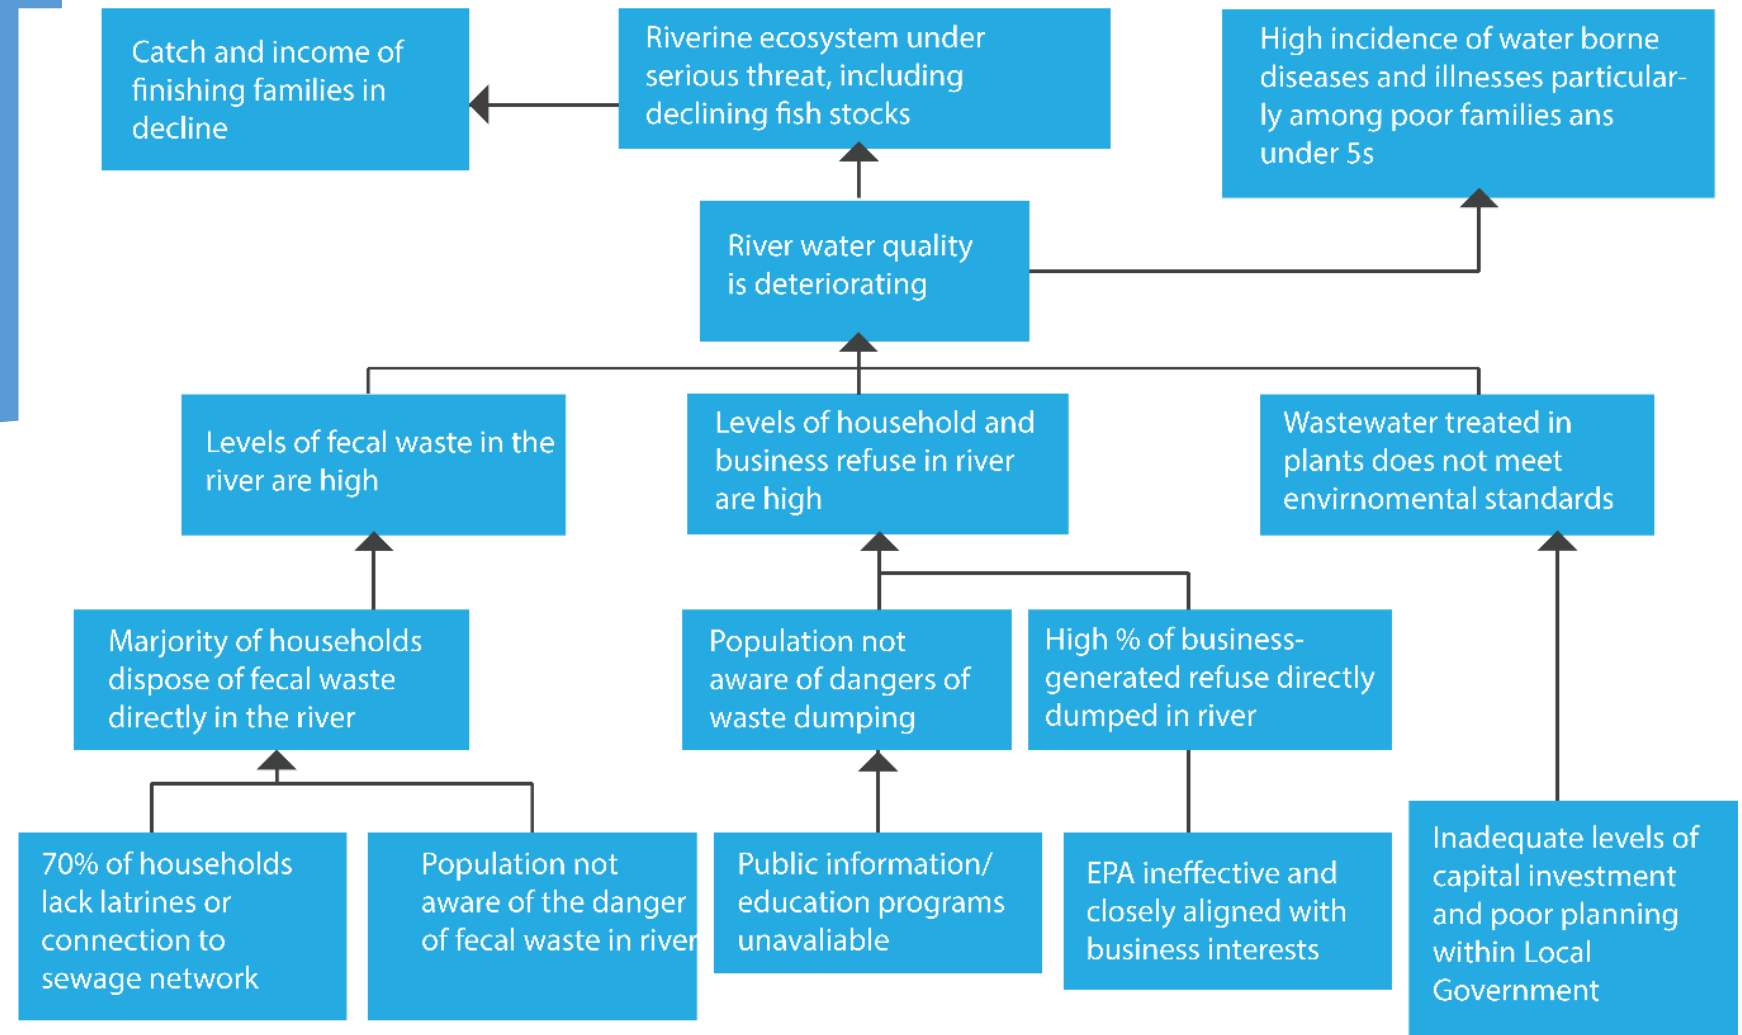 Catch and income of
finishing families in
decline
Riverine ecosystem under
serious threat, including
declining fish stocks
High incidence of water borne
diseases and illnesses particular-
ly among poor families ans
under 5s
River water quality
is deteriorating
Levels of fecal waste in the
river are high
Levels of household and
business refuse in river
are high
Wastewater treated in
plants does not meet
envirnomental standards
Marjority of households
dispose of fecal waste
directly in the river
Population not
aware of dangers of
waste dumping
High % of business-
generated refuse directly
dumped in river
70% of households
lack latrines or
connection to
sewage network
Population not
aware of the danger
of fecal waste in river
Public information/
education programs
unavaliable
EPA ineffective and
closely aligned with
business interests
Inadequate levels of
capital investment
and poor planning
within Local
Government